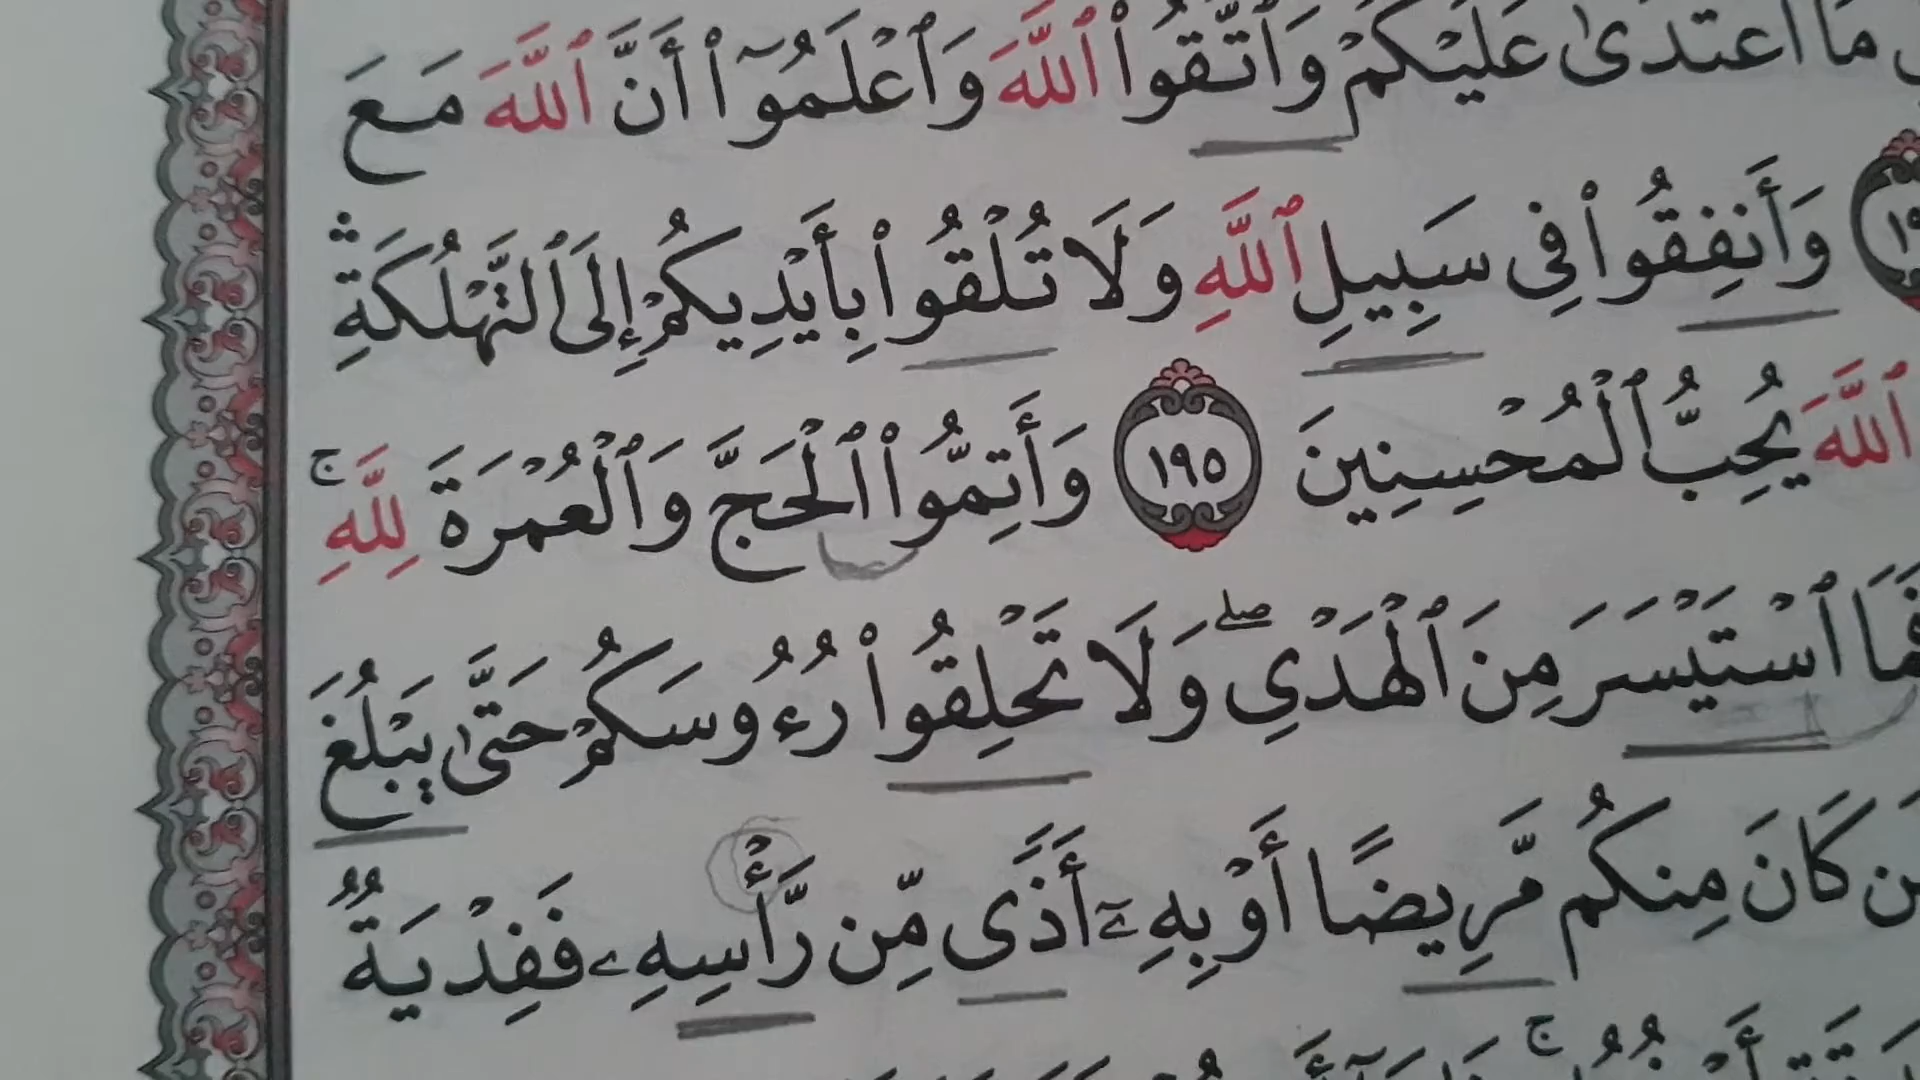 مَا ٱعْتَدَىٰ عَلَيْكُمْ وَٱتَّقُوا۟ ٱللَّهَ وَٱعْلَمُوٓا۟ أَنَّ ٱللَّهَ مَعَ
وَأَنفِقُوا۟ فِى سَبِيلِ ٱللَّهِ وَلَا تُلْقُوا۟ بِأَيْدِيكُمْ إِلَى ٱلتَّهْلُكَةِ ۛ
ٱللَّهَ يُحِبُّ ٱلْمُحْسِنِينَ ١٩٥ وَأَتِمُّوا۟ ٱلْحَجَّ وَٱلْعُمْرَةَ لِلَّهِ ۚ
فَمَا ٱسْتَيْسَرَ مِنَ ٱلْهَدْىِ ۖ وَلَا تَحْلِقُوا۟ رُءُوسَكُمْ حَتَّىٰ يَبْلُغَ
كَانَ مِنكُم مَّرِيضًا أَوْ بِهِۦٓ أَذًى مِّن رَّأْسِهِۦ فَفِدْيَةٌ